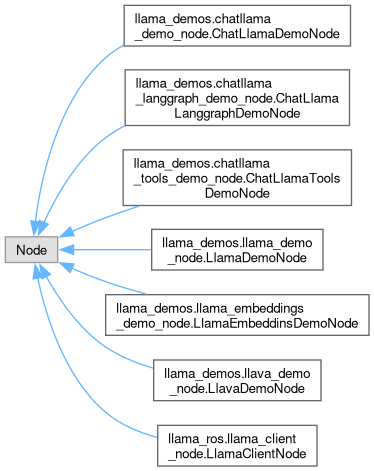 llama_demos.chatllama
_demo_node.ChatLlamaDemoNode
llama_demos.chatllama
_langgraph_demo_node.ChatLlama
LanggraphDemoNode
llama_demos.chatllama
_tools_demo_node.ChatLlamaTools
DemoNode
Node
llama_demos.llama_demo
_node.LlamaDemoNode
llama_demos.llama_embeddings
_demo_node.LlamaEmbeddinsDemoNode
llama_demos.llava_demo
_node.LlavaDemoNode
llama_ros.llama_client
_node.LlamaClientNode